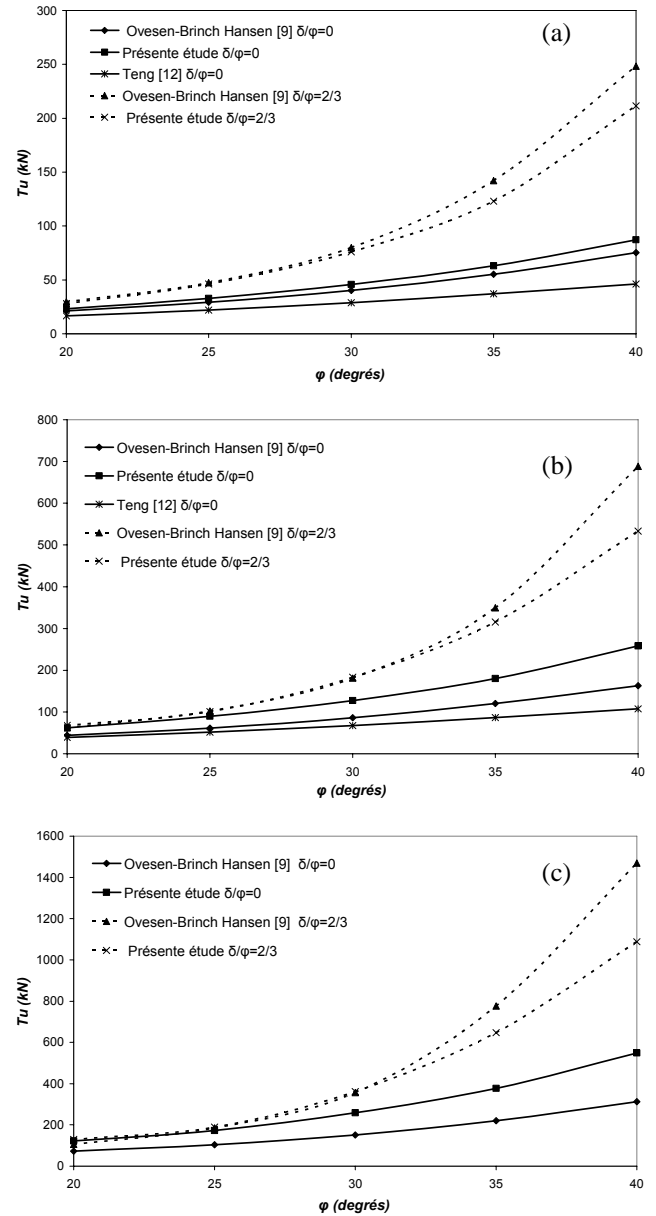 300
250
200
150
100
50
0
Tu (kN)
Ovesen-Brinch Hansen [9] δ/φ=0
Présente étude δ/φ=0
Teng [12] δ/φ=0
Ovesen-Brinch Hansen [9] δ/φ=2/3
Présente étude δ/φ=2/3
(a)
20 25 30 35 40
φ (degrés)
800
700
600
500
400
300
200
100
0
Tu (kN)
Ovesen-Brinch Hansen [9] δ/φ=0
Présente étude δ/φ=0
Teng [12] δ/φ=0
Ovesen-Brinch Hansen [9] δ/φ=2/3
Présente étude δ/φ=2/3
(b)
20 25 30 35 40
φ (degrés)
1600
1400
1200
1000
800
600
400
200
0
Tu (kN)
Ovesen-Brinch Hansen [9] δ/φ=0
Présente étude δ/φ=0
Ovesen-Brinch Hansen [9] δ/φ=2/3
Présente étude δ/φ=2/3
(c)
20 25 30 35 40
φ (degrés)